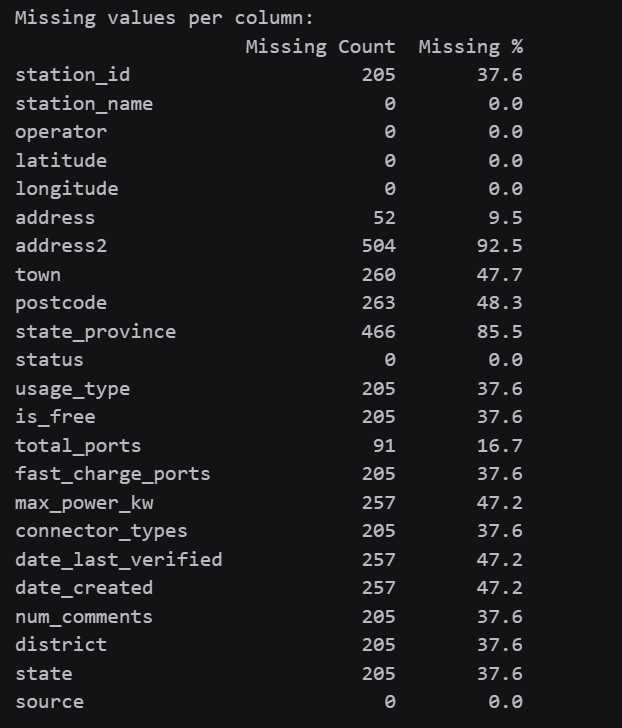 Missing values per column:
Missing Count Missing %
station_id 205 37.6
station_name 0 0.0
operator 0 0.0
latitude 0 0.0
longitude 0 0.0
address 52 9.5
address2 504 92.5
town 260 47.7
postcode 263 48.3
state_province 466 85.5
status 0 0.0
usage_type 205 37.6
is_free 205 37.6
total_ports 91 16.7
fast_charge_ports 205 37.6
max_power_kw 257 47.2
connector_types 205 37.6
date_last_verified 257 47.2
date_created 257 47.2
num_comments 205 37.6
district 205 37.6
state 205 37.6
source 0 0.0